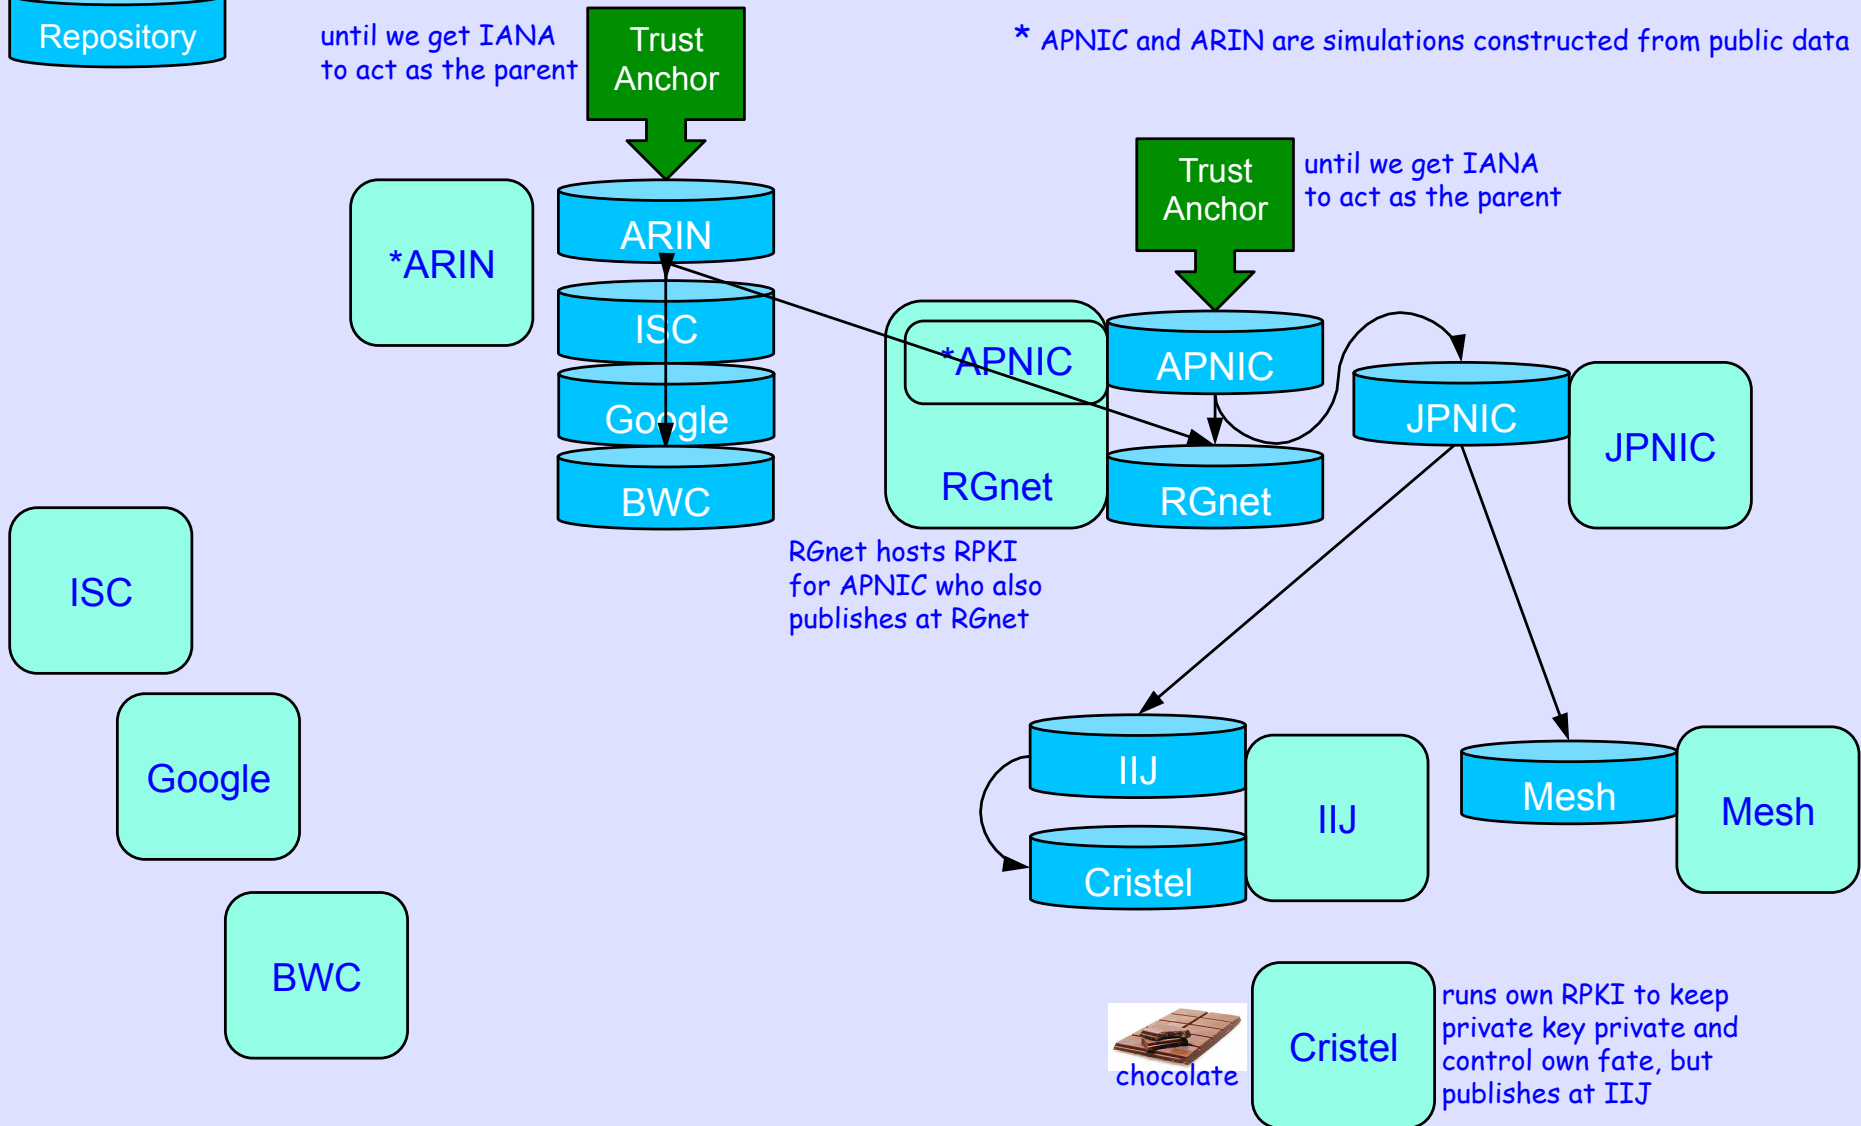 Repository
until we get IANA
to act as the parent
Trust
Anchor
* APNIC and ARIN are simulations constructed from public data
Trust
Anchor
until we get IANA
to act as the parent
*ARIN
ARIN
ISC
Google
BWC
*APNIC
RGnet
APNIC
RGnet
JPNIC
JPNIC
RGnet hosts RPKI
for APNIC who also
publishes at RGnet
ISC
Google
BWC
IIJ
Cristel
IIJ
Mesh
Mesh
chocolate
Cristel
runs own RPKI to keep
private key private and
control own fate, but
publishes at IIJ